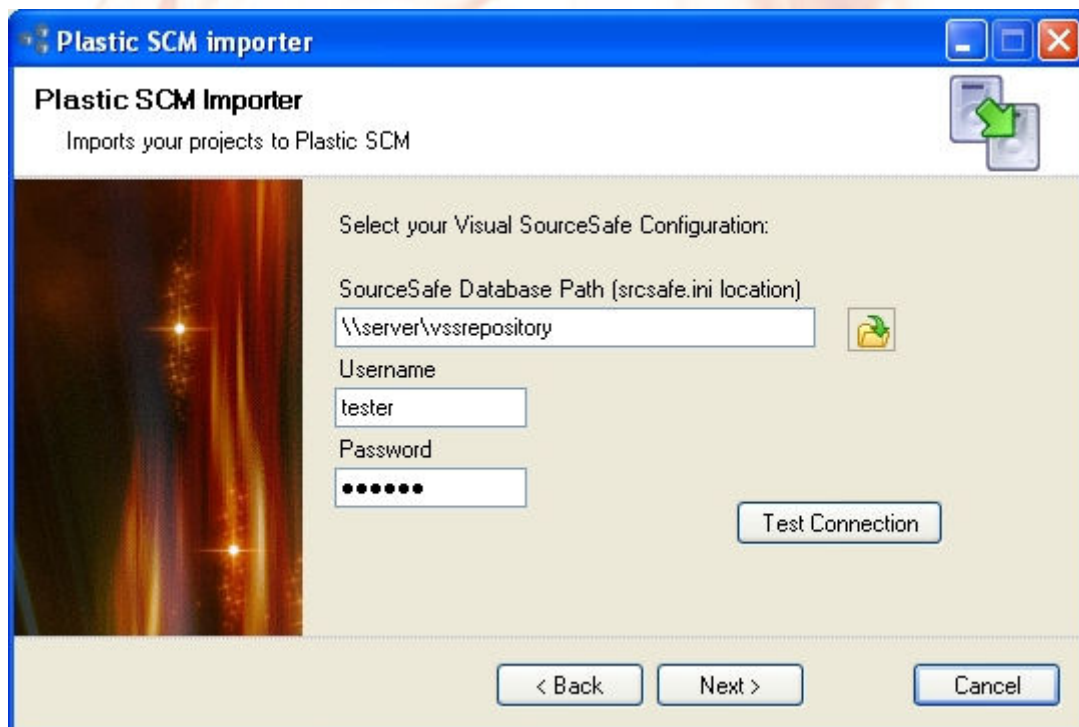 Plastic SCM importer
Plastic SCM Importer
Imports your projects to Plastic SCM
Select your Visual SourceSafe Configuration:
SourceSafe Database Path (srcsafe.ini location)
\\server\vssrepository
Username
tester
Password
●●●●●●
Test Connection
< Back
Next >
Cancel